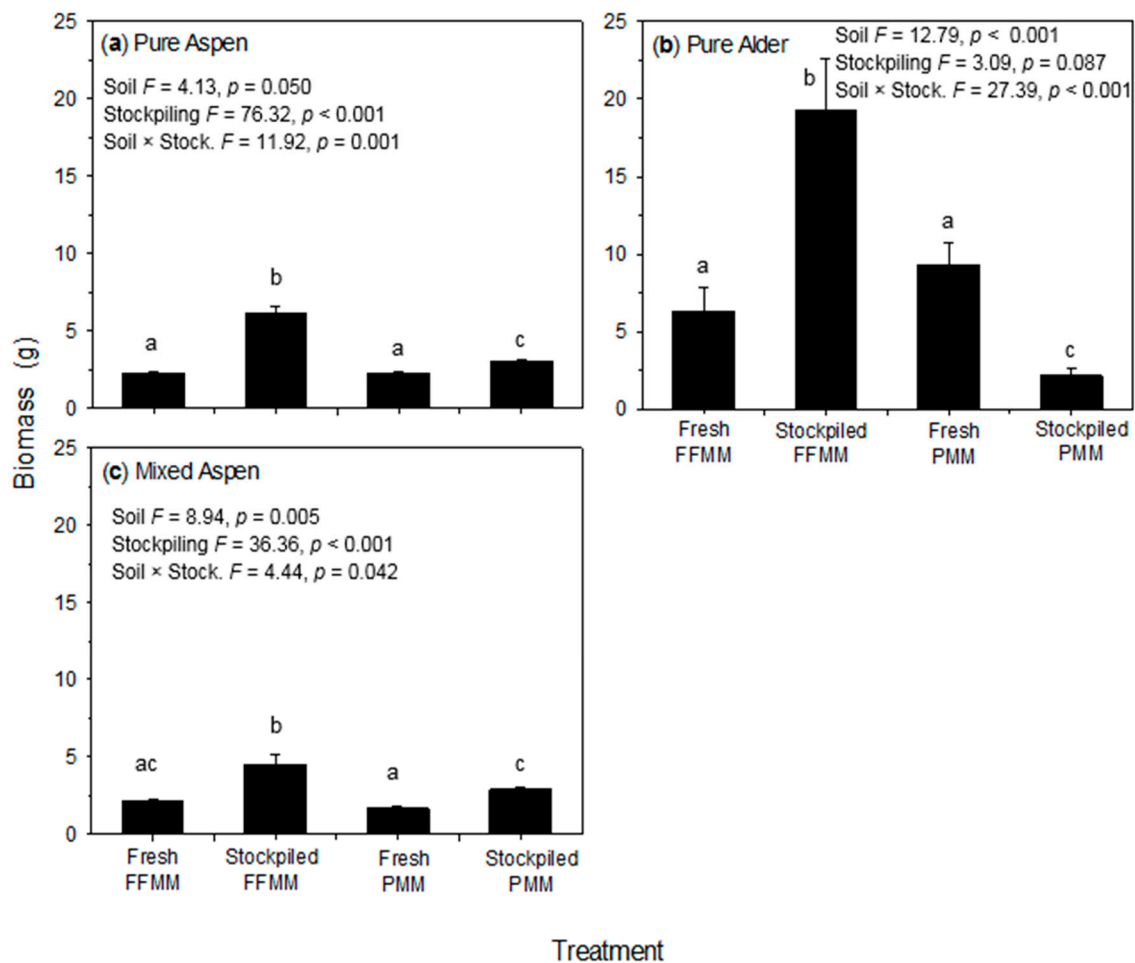 (a) Pure Aspen
Soil F = 4.13, p = 0.050
Stockpiling F = 76.32, p < 0.001
Soil × Stock. F = 11.92, p = 0.001
25
20
15
10
5
0
a
b
a
c
(b) Pure Alder
Soil F = 12.79, p < 0.001
Stockpiling F = 3.09, p = 0.087
Soil × Stock. F = 27.39, p < 0.001
25
20
15
10
5
0
a
b
a
c
Fresh
FFMM
Stockpiled
FFMM
Fresh
PMM
Stockpiled
PMM
Biomass (g)
(c) Mixed Aspen
Soil F = 8.94, p = 0.005
Stockpiling F = 36.36, p < 0.001
Soil × Stock. F = 4.44, p = 0.042
25
20
15
10
5
0
ac
b
a
c
Fresh
FFMM
Stockpiled
FFMM
Fresh
PMM
Stockpiled
PMM
Treatment